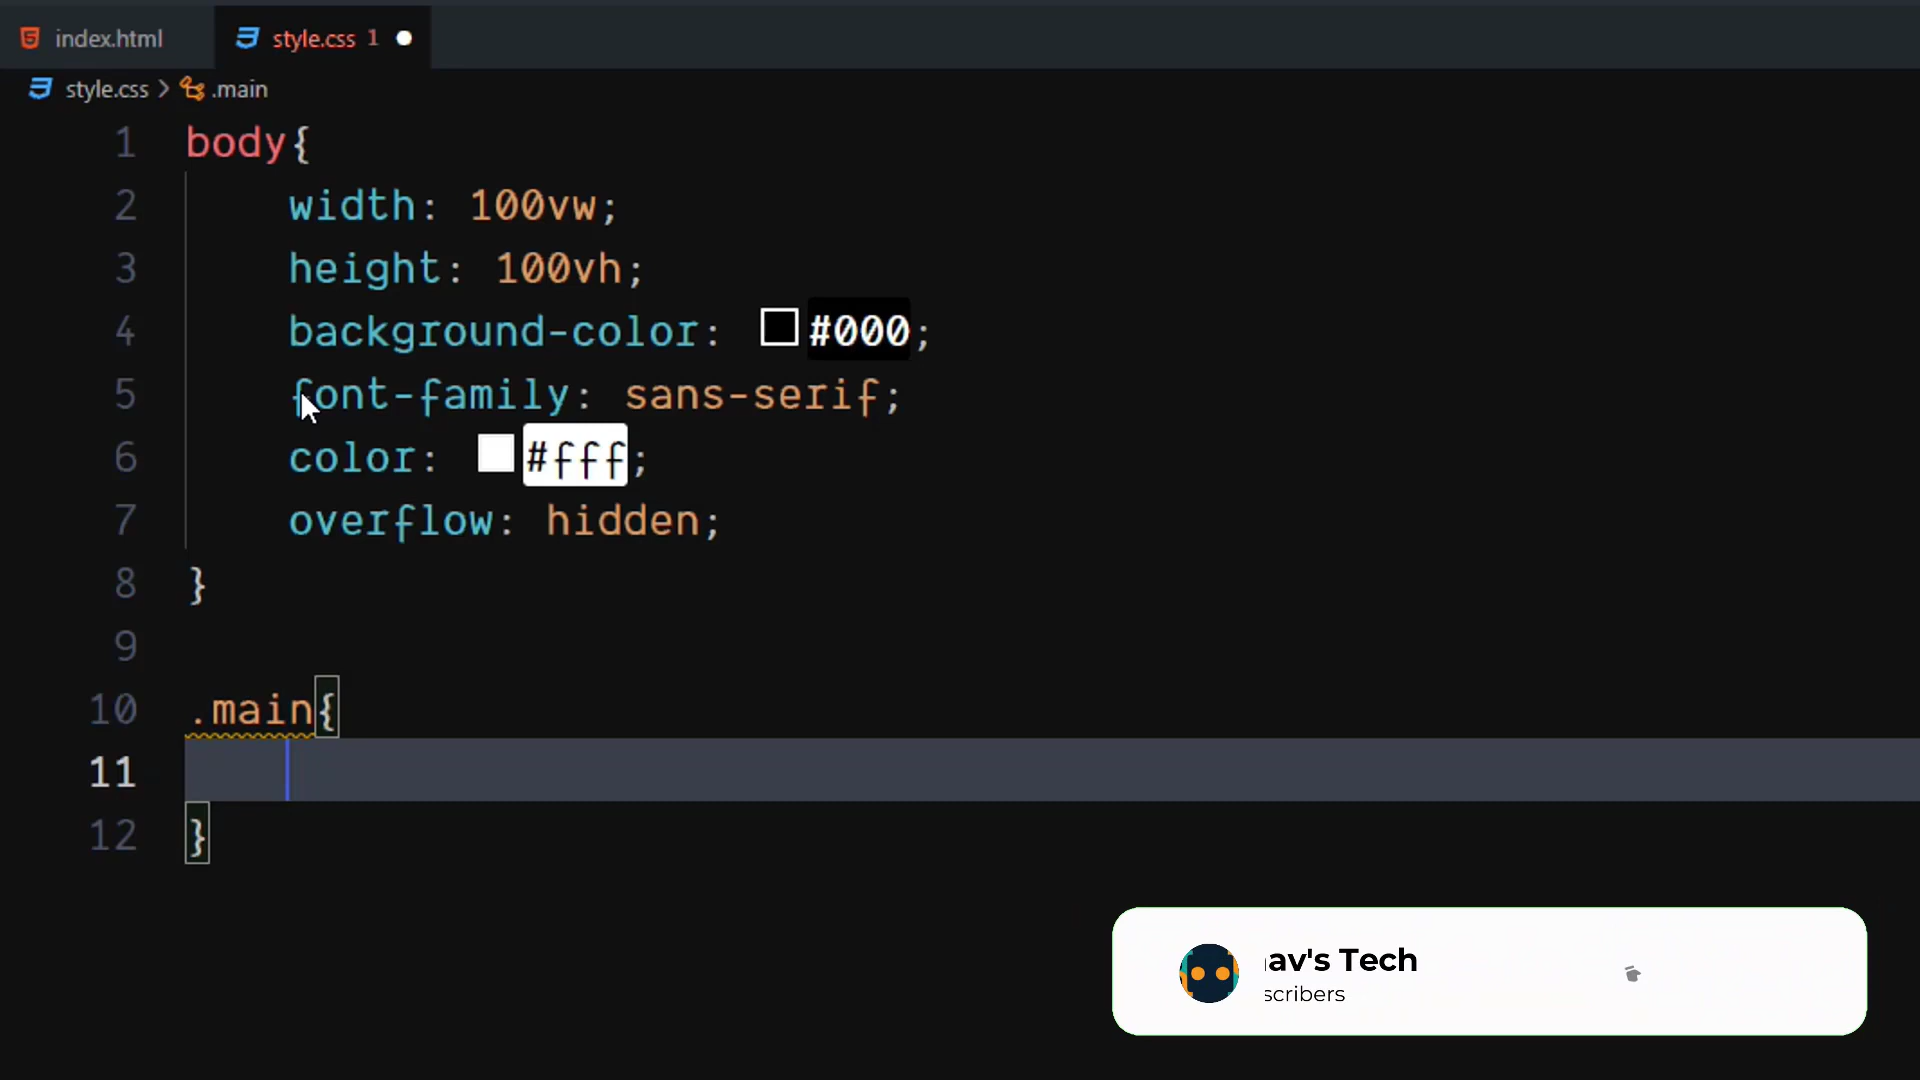 index.html
style.css 1
style.css > .main
1 body{
2 width: 100vw;
3 height: 100vh;
4 background-color: #000;
5 font-family: sans-serif;
6 color: #fff;
7 overflow: hidden;
8 }
9
10 .main{
11
12 }
av's Tech
scribers